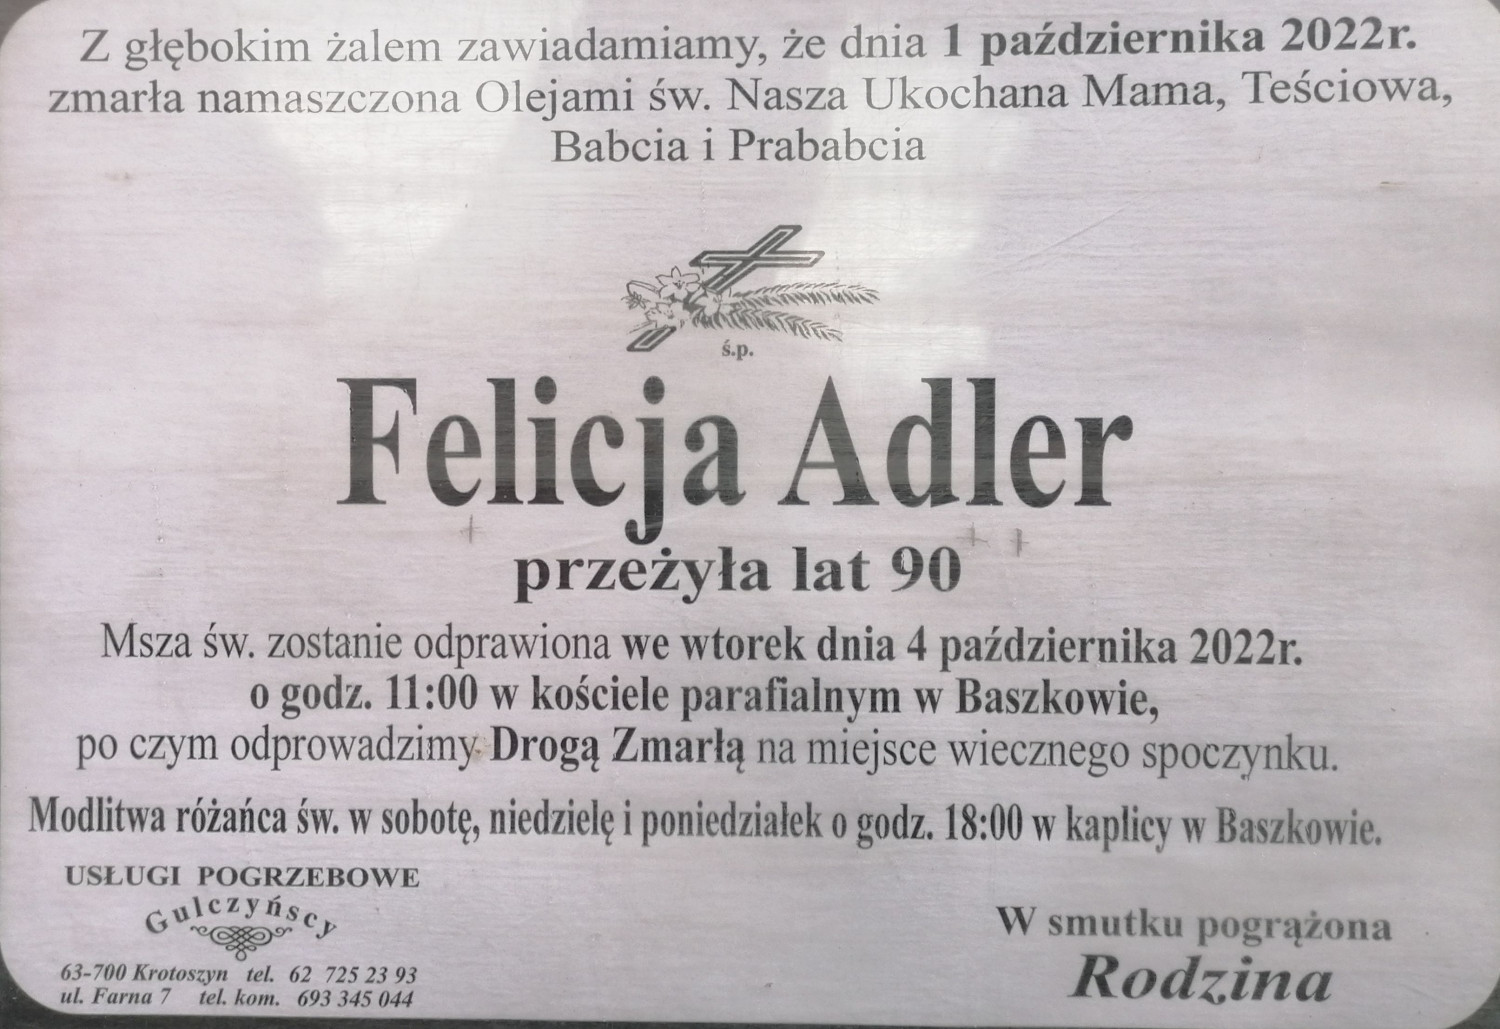 Z głębokim żalem zawiadamiamy, że dnia 1 października 2022r.
zmarła namaszczona Olejami św. Nasza Ukochana Mama, Teściowa,
Babcia i Prababcia
ś.p.
Felicja Adler
przeżyła lat 90
Msza św. zostanie odprawiona we wtorek dnia 4 października 2022r.
o godz. 11:00 w kościele parafialnym w Baszkowie,
po czym odprowadzimy Drogą Zmarłą na miejsce wiecznego spoczynku.
Modlitwa różańca św. w sobotę, niedzielę i poniedziałek o godz. 18:00 w kaplicy w Baszkowie.
USŁUGI POGRZEBOWE
Gulczyńscy
63-700 Krotoszyn tel. 62 725 23 93
ul. Farna 7 tel. kom. 693 345 044
W smutku pogrążona
Rodzina